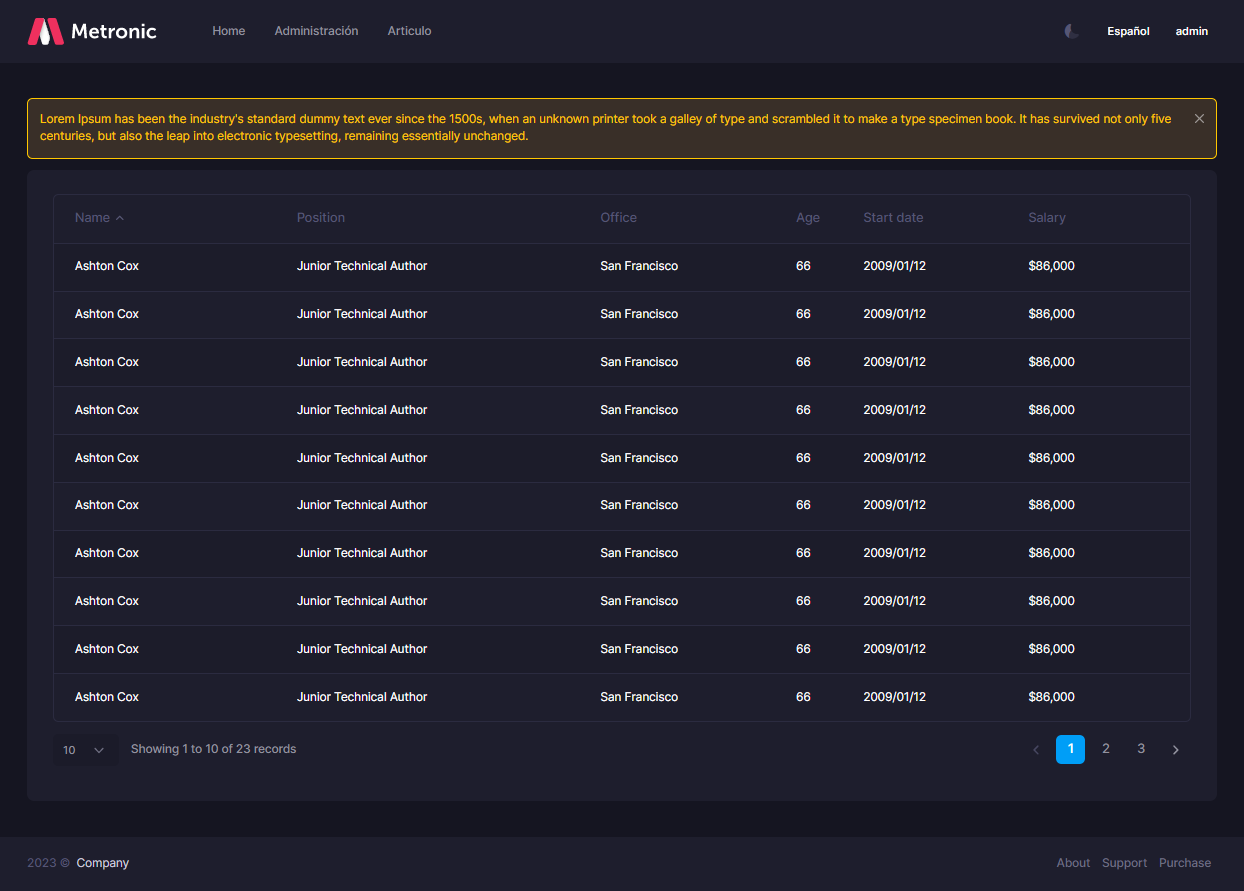 Metronic Home Administración Articulo Español admin
Lorem Ipsum has been the industry's standard dummy text ever since the 1500s, when an unknown printer took a galley of type and scrambled it to make a type specimen book. It has survived not only five
centuries, but also the leap into electronic typesetting, remaining essentially unchanged.
Name Position Office Age Start date Salary
Ashton Cox Junior Technical Author San Francisco 66 2009/01/12 $86,000
Ashton Cox Junior Technical Author San Francisco 66 2009/01/12 $86,000
Ashton Cox Junior Technical Author San Francisco 66 2009/01/12 $86,000
Ashton Cox Junior Technical Author San Francisco 66 2009/01/12 $86,000
Ashton Cox Junior Technical Author San Francisco 66 2009/01/12 $86,000
Ashton Cox Junior Technical Author San Francisco 66 2009/01/12 $86,000
Ashton Cox Junior Technical Author San Francisco 66 2009/01/12 $86,000
Ashton Cox Junior Technical Author San Francisco 66 2009/01/12 $86,000
Ashton Cox Junior Technical Author San Francisco 66 2009/01/12 $86,000
Ashton Cox Junior Technical Author San Francisco 66 2009/01/12 $86,000
10 Showing 1 to 10 of 23 records 1 2 3
2023 © Company About Support Purchase